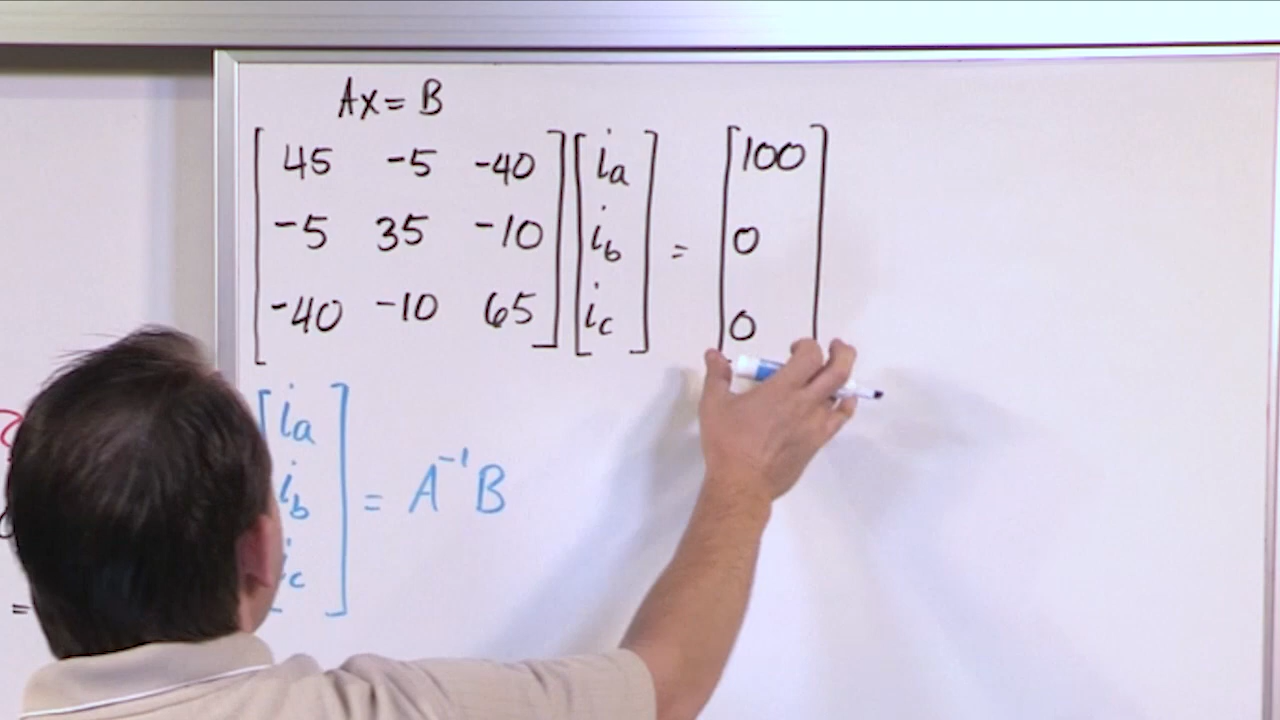 Ax = B
45 -5 -40 ia 100
-5 35 -10 ib = 0
-40 -10 65 ic 0
ia
ib = A⁻¹B
ic
=